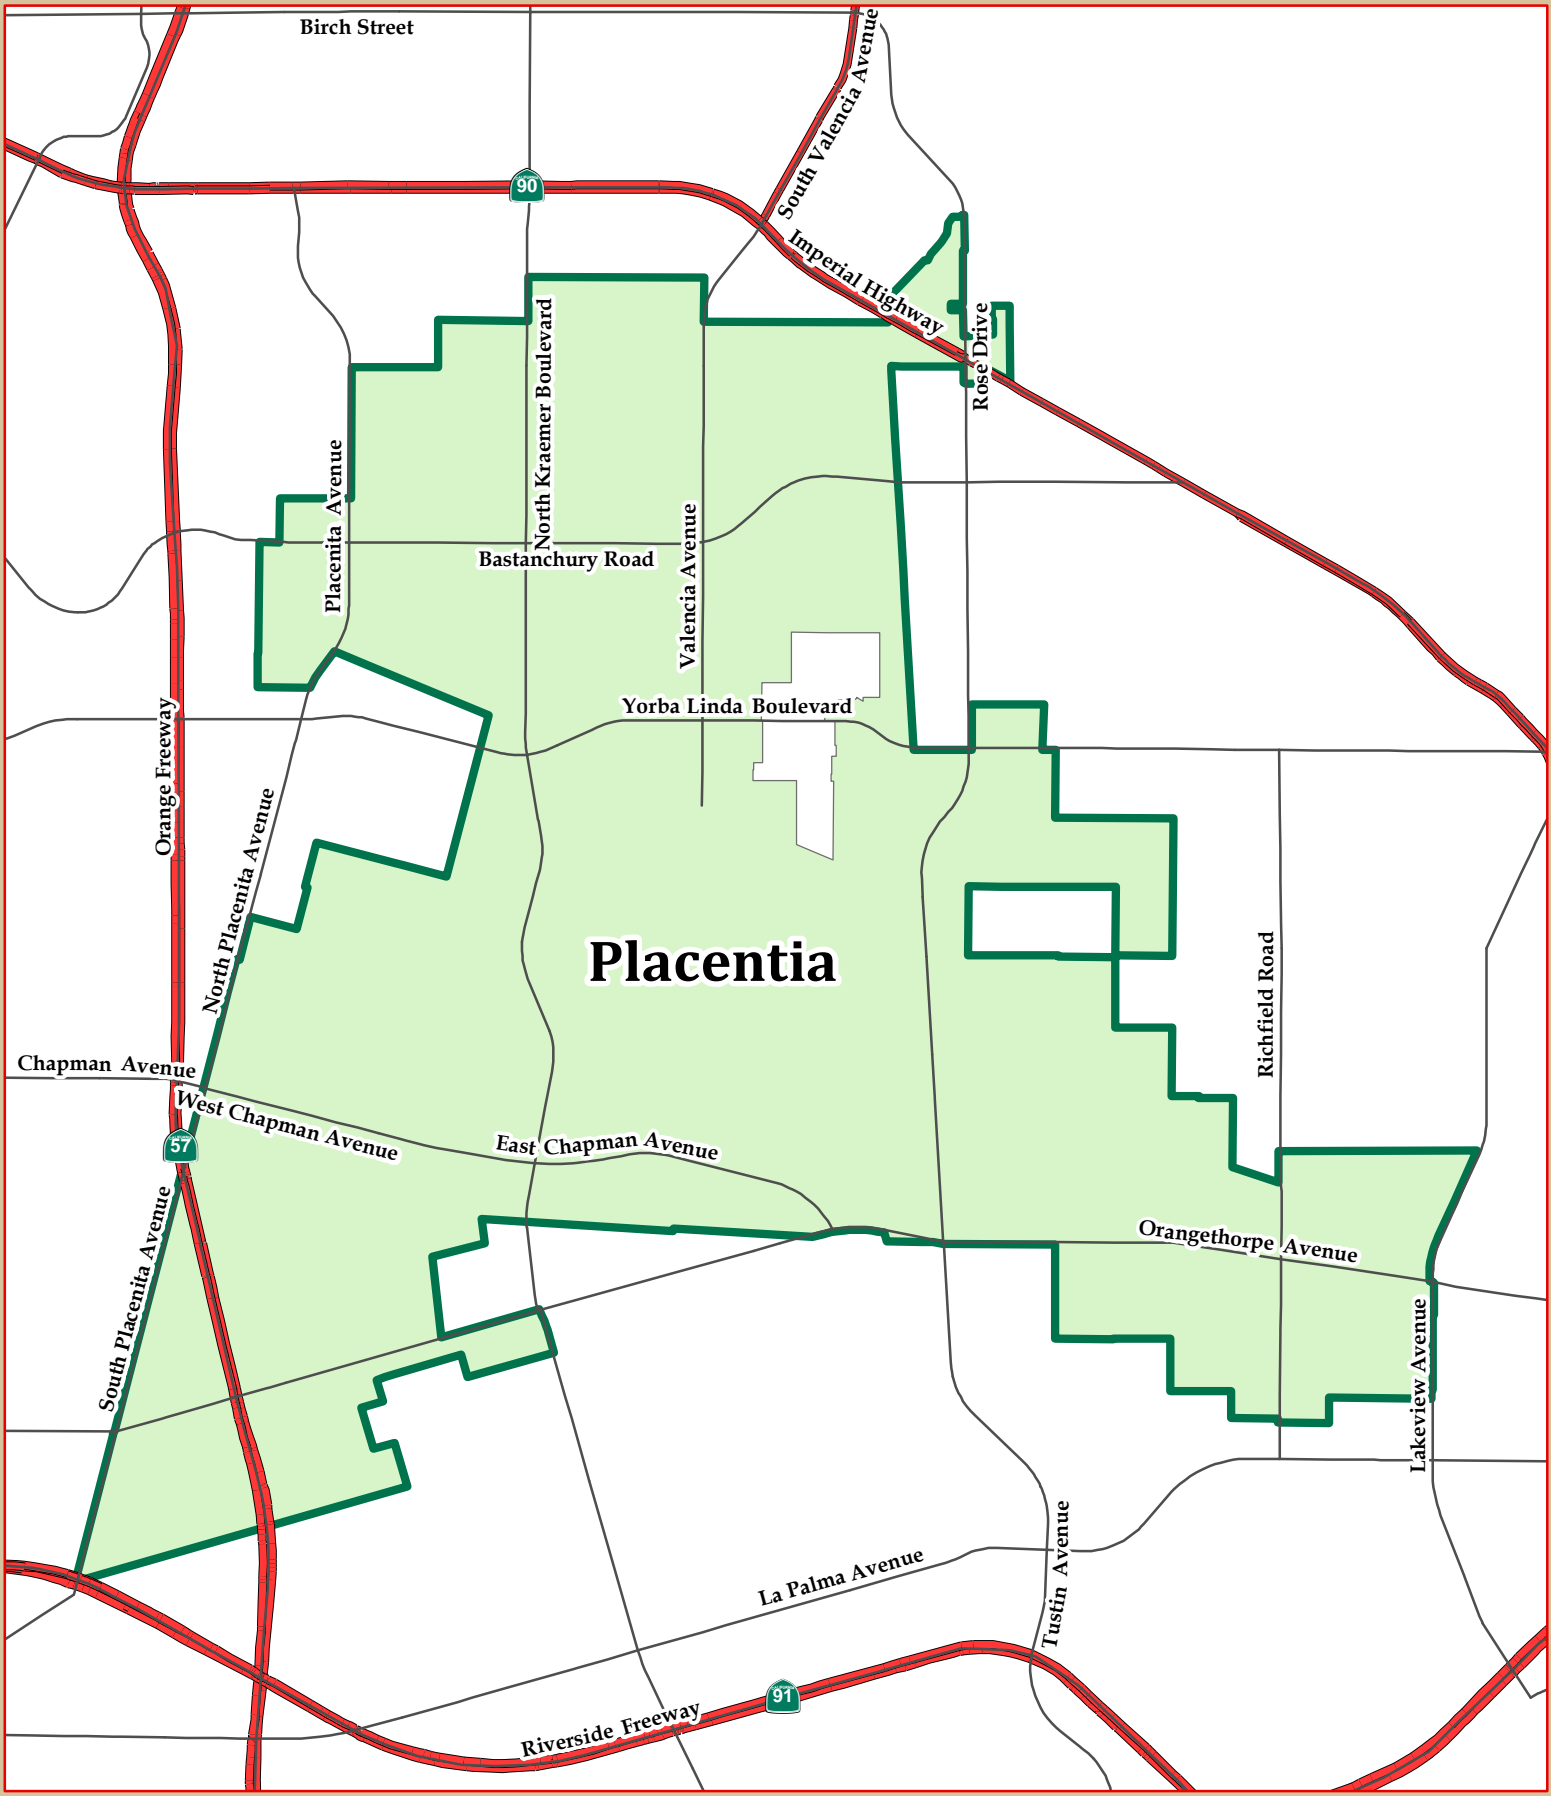 Birch Street
South Valencia Avenue
90
Imperial Highway
Rose Drive
North Kraemer Boulevard
Placenita Avenue
Bastanchury Road
Valencia Avenue
Yorba Linda Boulevard
Orange Freeway
North Placenita Avenue
Placentia
Richfield Road
Chapman Avenue
West Chapman Avenue
57
East Chapman Avenue
South Placenita Avenue
Orangethorpe Avenue
Lakeview Avenue
La Palma Avenue
Tustin Avenue
91
Riverside Freeway